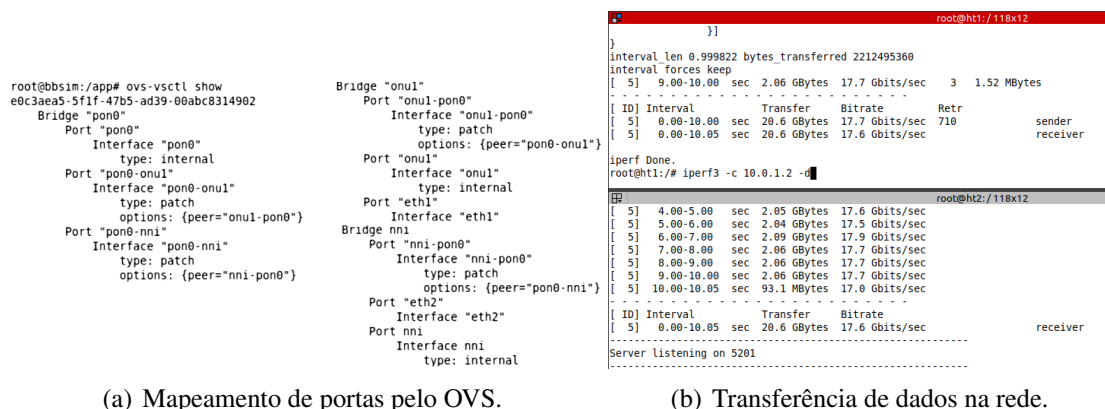 root@bbsim:/app# ovs-vsctl show
e0c3aea5-5f1f-47b5-ad39-00abc8314902
    Bridge "pon0"
        Port "pon0"
            Interface "pon0"
                type: internal
        Port "pon0-onu1"
            Interface "pon0-onu1"
                type: patch
                options: {peer="onu1-pon0"}
        Port "pon0-nni"
            Interface "pon0-nni"
                type: patch
                options: {peer="nni-pon0"}
Bridge "onu1"
    Port "onu1-pon0"
        Interface "onu1-pon0"
            type: patch
            options: {peer="pon0-onu1"}
    Port "onu1"
        Interface "onu1"
            type: internal
    Port "eth1"
        Interface "eth1"
Bridge nni
    Port "nni-pon0"
        Interface "nni-pon0"
            type: patch
            options: {peer="pon0-nni"}
    Port "eth2"
        Interface "eth2"
    Port nni
        Interface nni
            type: internal
(a) Mapeamento de portas pelo OVS.
root@ht1:/118x12
}]
}
interval_len 0.999822 bytes_transferred 2212495360
interval forces keep
[  5]   9.00-10.00  sec  2.06 GBytes  17.7 Gbits/sec    3   1.52 MBytes
- - - - - - - - - - - - - - - - - - - - - - - - -
[ ID] Interval           Transfer     Bitrate         Retr
[  5]   0.00-10.00  sec  20.6 GBytes  17.7 Gbits/sec  710             sender
[  5]   0.00-10.05  sec  20.6 GBytes  17.6 Gbits/sec                  receiver
iperf Done.
root@ht1:/# iperf3 -c 10.0.1.2 -d
root@ht2:/118x12
[  5]   4.00-5.00   sec  2.05 GBytes  17.6 Gbits/sec
[  5]   5.00-6.00   sec  2.04 GBytes  17.5 Gbits/sec
[  5]   6.00-7.00   sec  2.09 GBytes  17.9 Gbits/sec
[  5]   7.00-8.00   sec  2.06 GBytes  17.7 Gbits/sec
[  5]   8.00-9.00   sec  2.06 GBytes  17.7 Gbits/sec
[  5]   9.00-10.00  sec  2.06 GBytes  17.7 Gbits/sec
[  5]  10.00-10.05  sec  93.1 MBytes  17.0 Gbits/sec
- - - - - - - - - - - - - - - - - - - - - - - - -
[ ID] Interval           Transfer     Bitrate
[  5]   0.00-10.05  sec  20.6 GBytes  17.6 Gbits/sec                  receiver
-----------------------------------------------------------
Server listening on 5201
-----------------------------------------------------------
(b) Transferência de dados na rede.